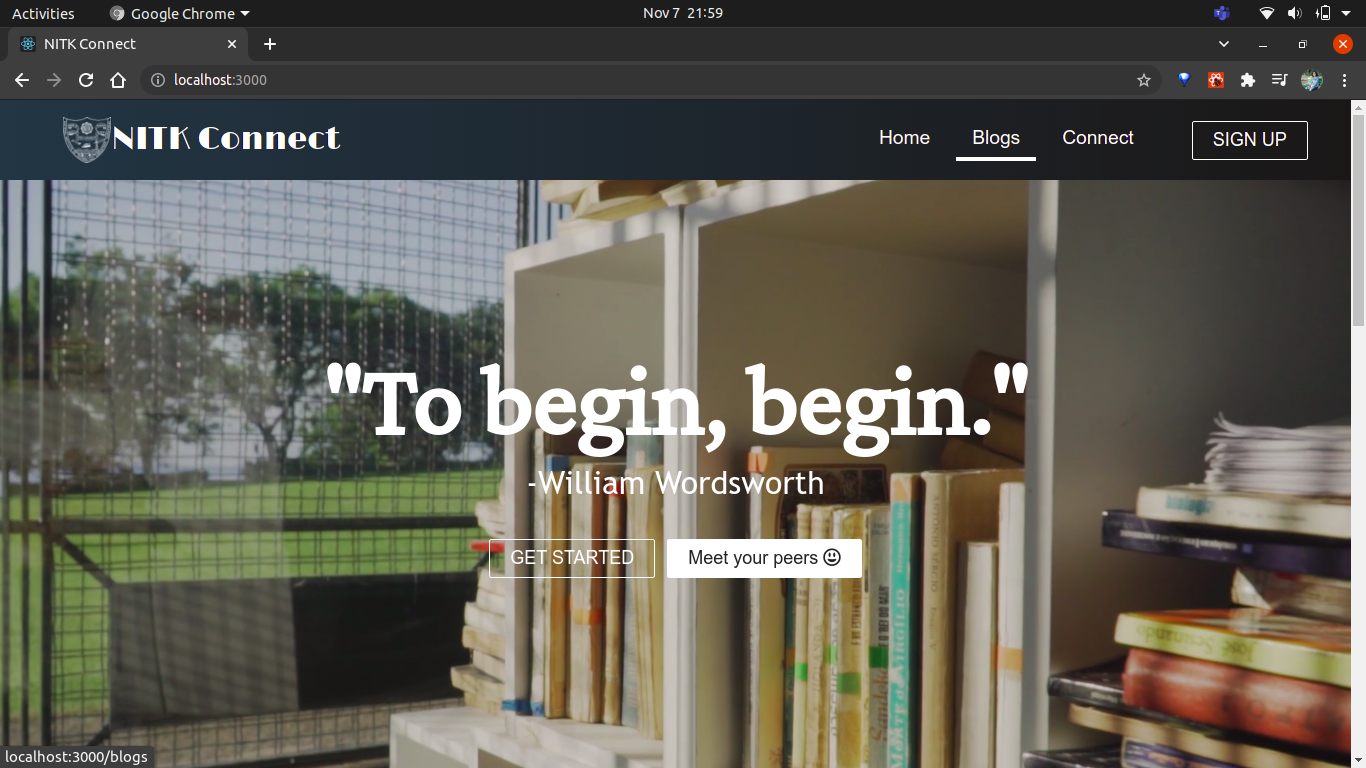 Activities Google Chrome Nov 7 21:59
NITK Connect
localhost:3000
NITK Connect Home Blogs Connect SIGN UP
"To begin, begin."
-William Wordsworth
GET STARTED Meet your peers 😃
José
localhost:3000/blogs